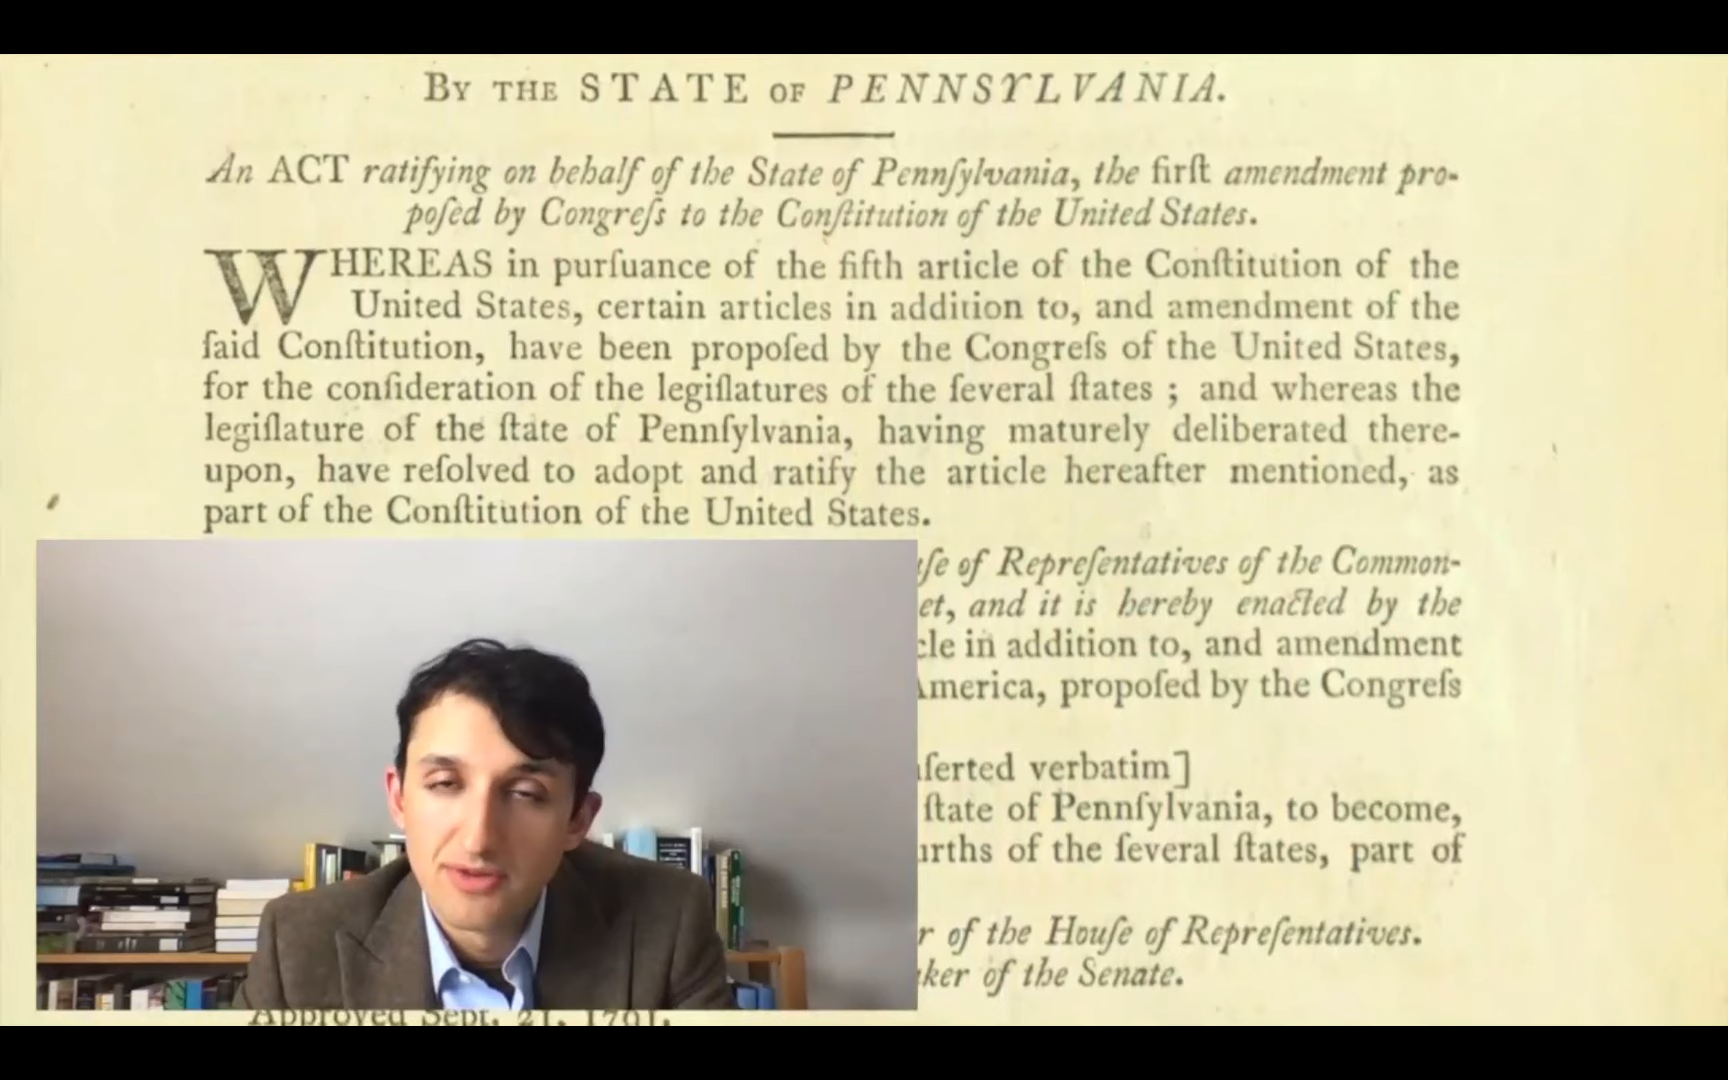 By the STATE of PENNSYLVANIA.
An ACT ratifying on behalf of the State of Pennſylvania, the firſt amendment pro-
poſed by Congreſs to the Conſtitution of the United States.
WHEREAS in purſuance of the fifth article of the Conſtitution of the
United States, certain articles in addition to, and amendment of the
ſaid Conſtitution, have been propoſed by the Congreſs of the United States,
for the conſideration of the legiſlatures of the ſeveral ſtates ; and whereas the
legiſlature of the ſtate of Pennſylvania, having maturely deliberated there-
upon, have reſolved to adopt and ratify the article hereafter mentioned, as
part of the Conſtitution of the United States.
of Repreſentatives of the Common-
and it is hereby enacted by the
in addition to, and amendment
America, propoſed by the Congreſs
verbatim]
ſtate of Pennſylvania, to become,
of the ſeveral ſtates, part of
of the Houſe of Repreſentatives.
of the Senate.
Approved Sept. 21, 1791.